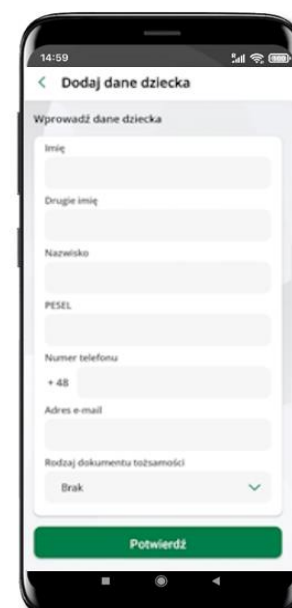 14:59
Dodaj dane dziecka
Wprowadź dane dziecka
Imię
Drugie imię
Nazwisko
PESEL
Numer telefonu
+ 48
Adres e-mail
Rodzaj dokumentu tożsamości
Brak
Potwierdź